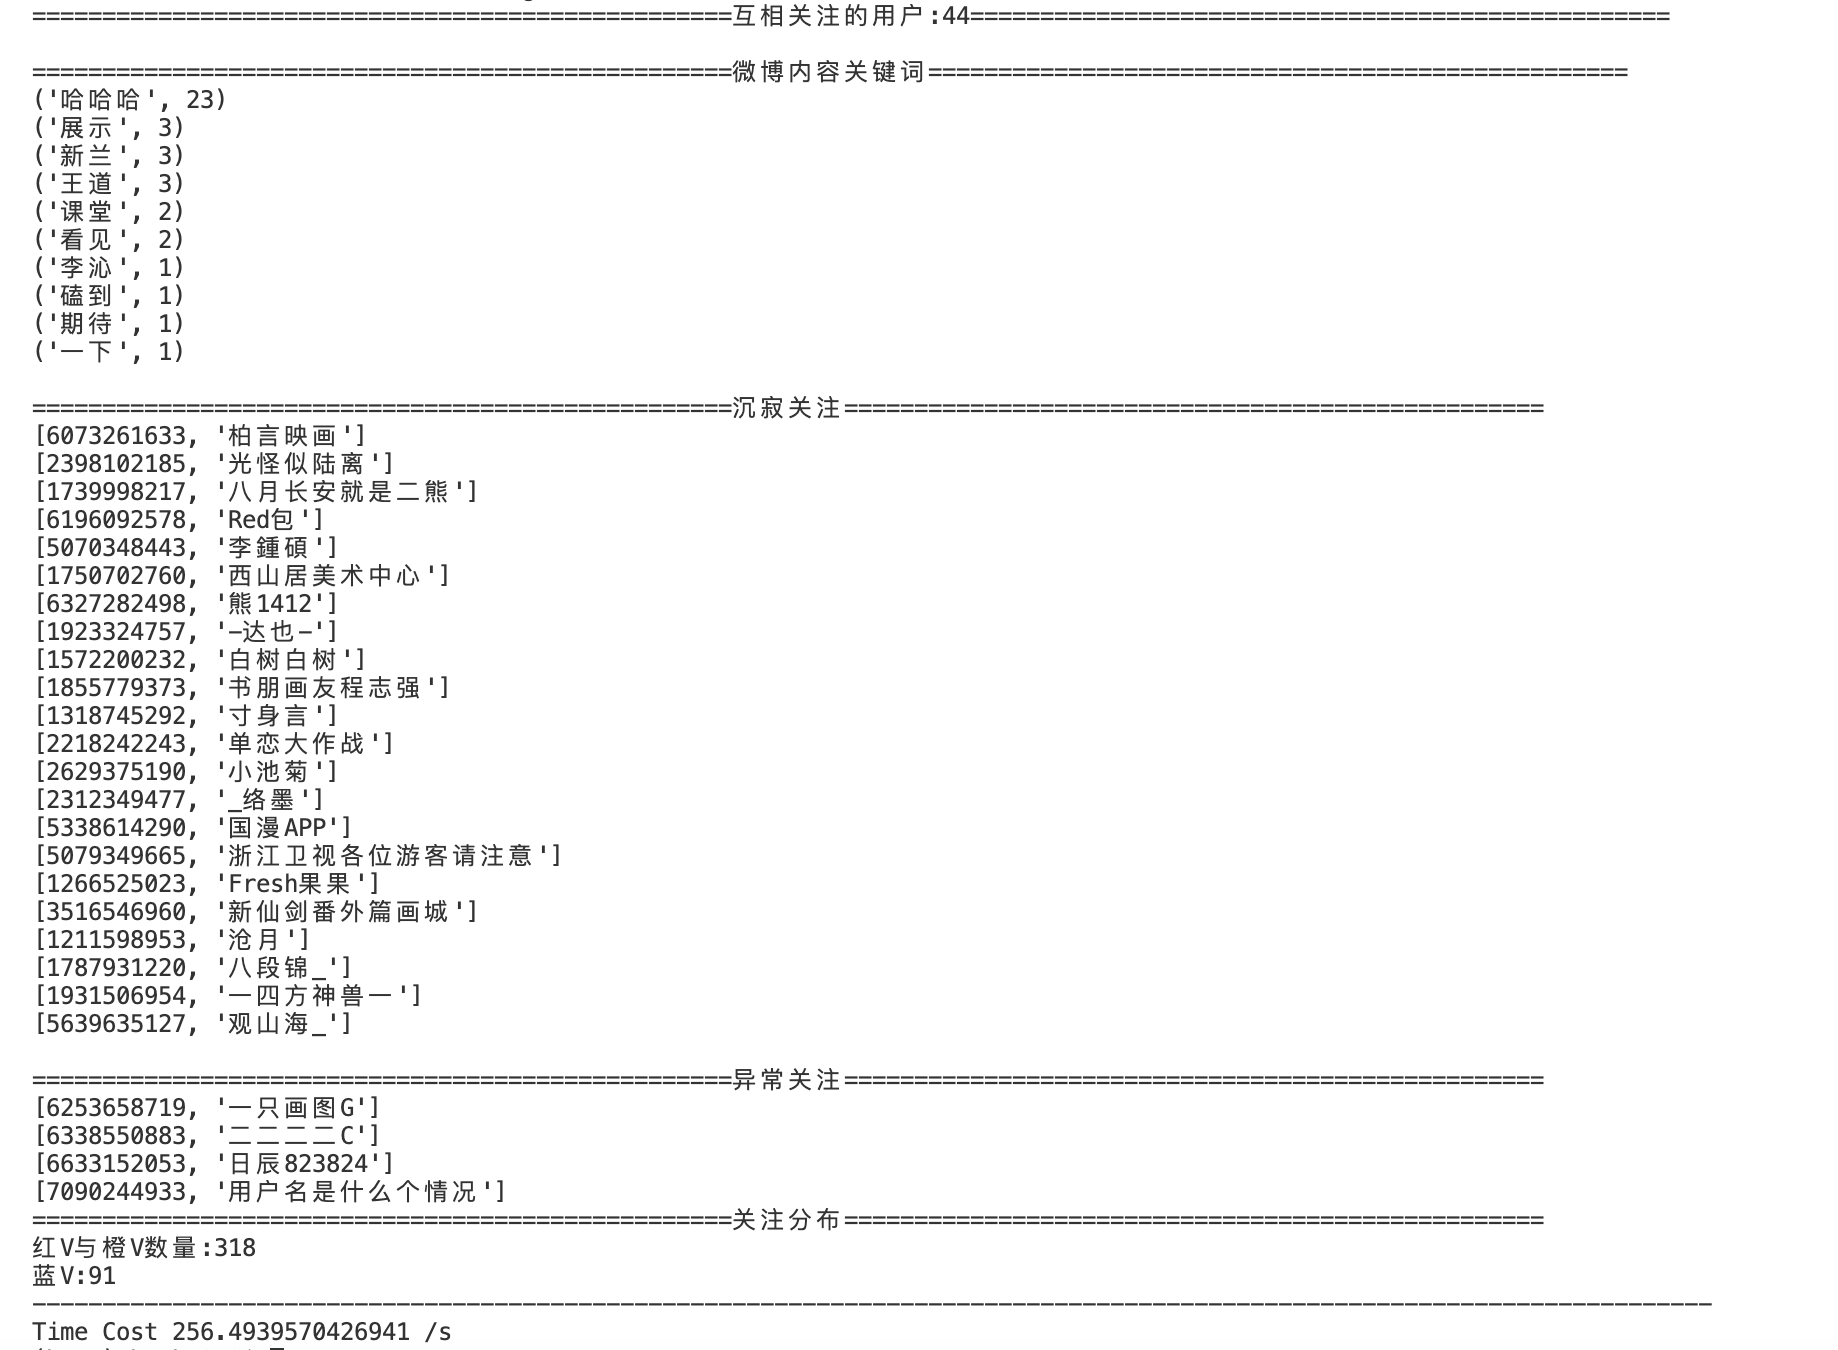 ==================================================互相关注的用户:44==================================================
==================================================微博内容关键词==================================================
('哈哈哈', 23)
('展示', 3)
('新兰', 3)
('王道', 3)
('课堂', 2)
('看见', 2)
('李沁', 1)
('磕到', 1)
('期待', 1)
('一下', 1)
==================================================沉寂关注==================================================
[6073261633, '柏言映画']
[2398102185, '光怪似陆离']
[1739998217, '八月长安就是二熊']
[6196092578, 'Red包']
[5070348443, '李鍾碩']
[1750702760, '西山居美术中心']
[6327282498, '熊1412']
[1923324757, '-达也-']
[1572200232, '白树白树']
[1855779373, '书朋画友程志强']
[1318745292, '寸身言']
[2218242243, '单恋大作战']
[2629375190, '小池菊']
[2312349477, '_络墨']
[5338614290, '国漫APP']
[5079349665, '浙江卫视各位游客请注意']
[1266525023, 'Fresh果果']
[3516546960, '新仙剑番外篇画城']
[1211598953, '沧月']
[1787931220, '八段锦_']
[1931506954, '一四方神兽一']
[5639635127, '观山海_']
==================================================异常关注==================================================
[6253658719, '一只画图G']
[6338550883, '二二二二C']
[6633152053, '日辰823824']
[7090244933, '用户名是什么个情况']
==================================================关注分布==================================================
红V与橙V数量:318
蓝V:91
------------------------------------------------------------------------------------------------------------------------
Time Cost 256.4939570426941 /s